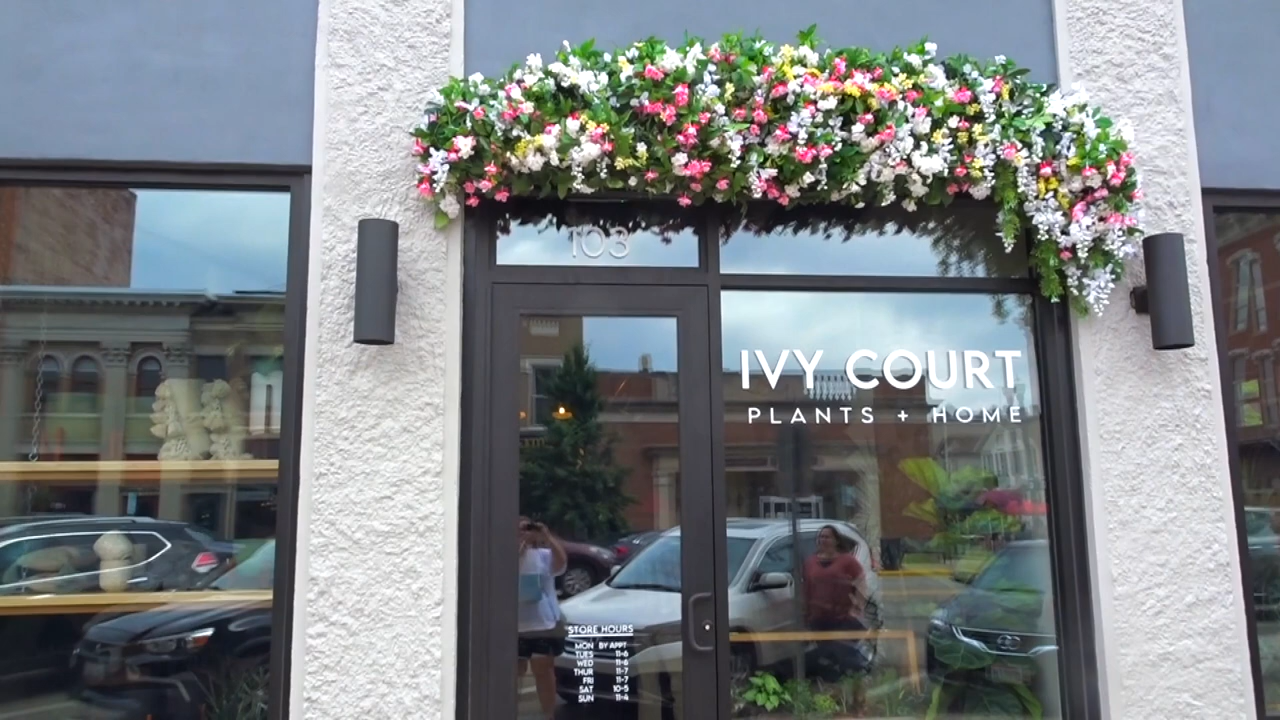 103
IVY COURT
PLANTS + HOME
STORE HOURS
MON BY APPT
TUES 11-6
WED 11-6
THUR 11-7
FRI 11-7
SAT 10-5
SUN 11-4